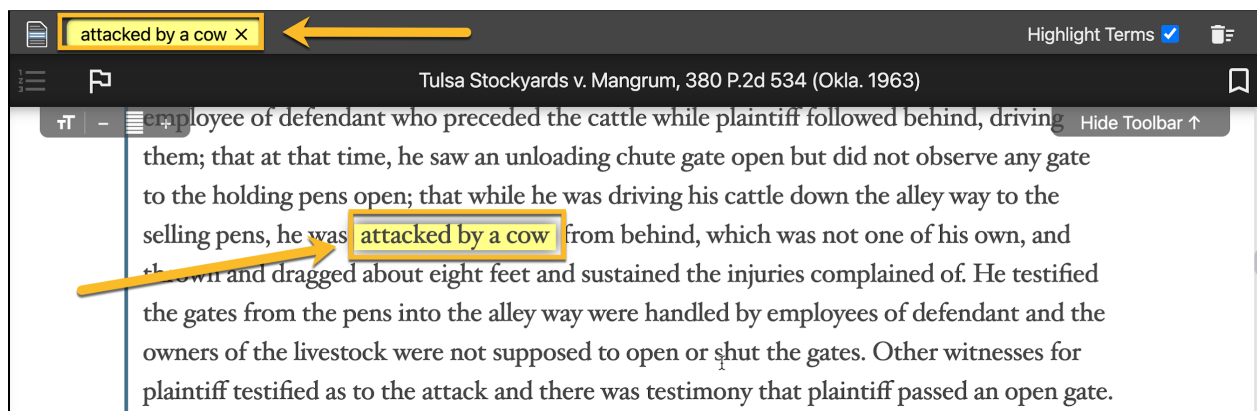 attacked by a cow ×
Highlight Terms
Tulsa Stockyards v. Mangrum, 380 P.2d 534 (Okla. 1963)
TT − +
Hide Toolbar ↑
employee of defendant who preceded the cattle while plaintiff followed behind, driving
them; that at that time, he saw an unloading chute gate open but did not observe any gate
to the holding pens open; that while he was driving his cattle down the alley way to the
selling pens, he was attacked by a cow from behind, which was not one of his own, and
thrown and dragged about eight feet and sustained the injuries complained of. He testified
the gates from the pens into the alley way were handled by employees of defendant and the
owners of the livestock were not supposed to open or shut the gates. Other witnesses for
plaintiff testified as to the attack and there was testimony that plaintiff passed an open gate.